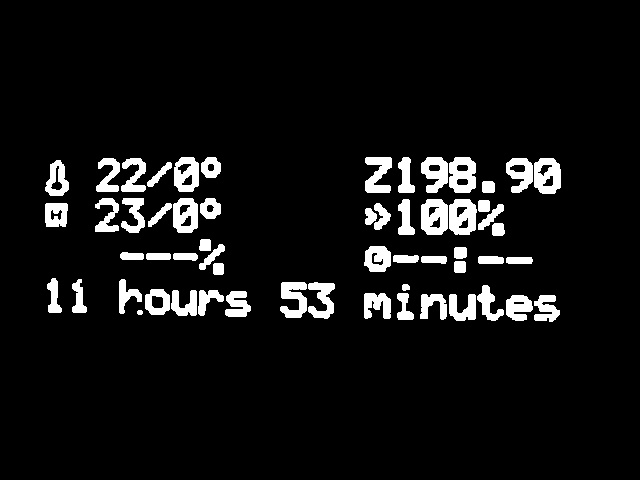 22/0° Z198.90
23/0° »100%
---% --:--
11 hours 53 minutes